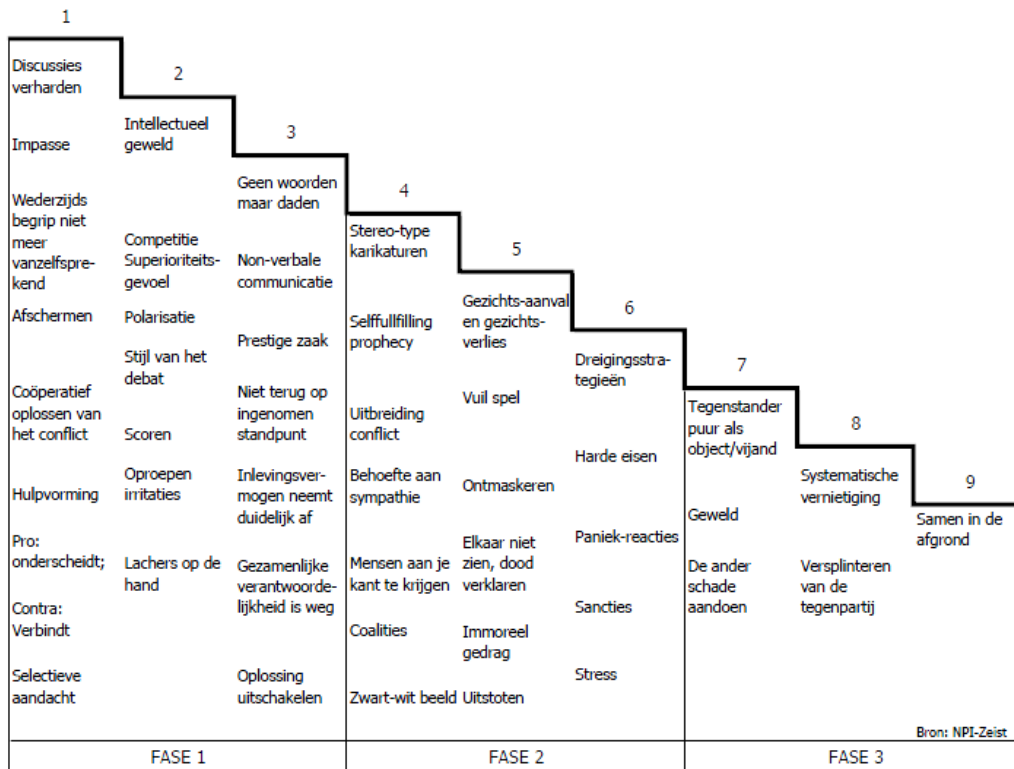 1
Discussies
verharden
Impasse
Wederzijds
begrip niet
meer
vanzelfspre-
kend
Afschermen
Coöperatief
oplossen van
het conflict
Hulpvorming
Pro:
onderscheidt;
Contra:
Verbindt
Selectieve
aandacht
2
Intellectueel
geweld
Competitie
Superioriteits-
gevoel
Polarisatie
Stijl van het
debat
Scoren
Oproepen
irritaties
Lachers op de
hand
3
Geen woorden
maar daden
Non-verbale
communicatie
Prestige zaak
Niet terug op
ingenomen
standpunt
Inlevingsver-
mogen neemt
duidelijk af
Gezamenlijke
verantwoorde-
lijkheid is weg
Oplossing
uitschakelen
4
Stereo-type
karikaturen
Selffullfilling
prophecy
Uitbreiding
conflict
Behoefte aan
sympathie
Mensen aan je
kant te krijgen
Coalities
Zwart-wit beeld
5
Gezichts-aanval
en gezichts-
verlies
Vuil spel
Ontmaskeren
Elkaar niet
zien, dood
verklaren
Immoreel
gedrag
Uitstoten
6
Dreigingsstra-
tegieën
Harde eisen
Paniek-reacties
Sancties
Stress
7
Tegenstander
puur als
object/vijand
Geweld
De ander
schade
aandoen
8
Systematische
vernietiging
Versplinteren
van de
tegenpartij
9
Samen in de
afgrond
Bron: NPI-Zeist
FASE 1
FASE 2
FASE 3